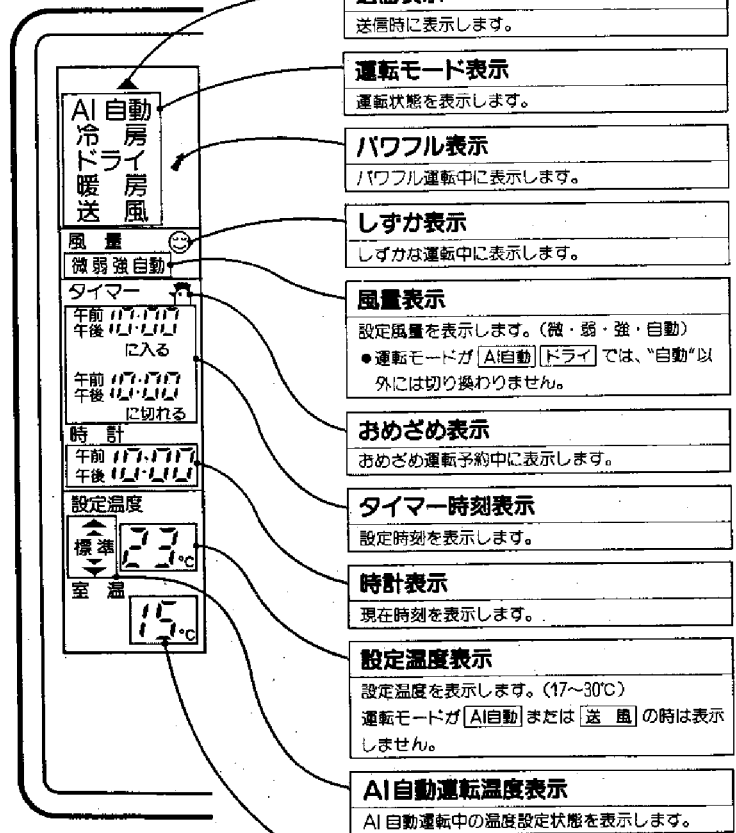 送信時に表示します。
運転モード表示
運転状態を表示します。
パワフル表示
パワフル運転中に表示します。
しずか表示
しずかな運転中に表示します。
風量表示
設定風量を表示します。(微・弱・強・自動)
●運転モードが AI自動 ドライ では、"自動"以
外には切り換わりません。
おめざめ表示
おめざめ運転予約中に表示します。
タイマー時刻表示
設定時刻を表示します。
時計表示
現在時刻を表示します。
設定温度表示
設定温度を表示します。(17〜30℃)
運転モードが AI自動 または 送 風 の時は表示
しません。
AI自動運転温度表示
AI自動運転中の温度設定状態を表示します。
AI自動
冷 房
ドライ
暖 房
送 風
風 量
微 弱 強 自動
タイマー
午前
午後 10:00
に入る
午前
午後 10:00
に切れる
時 計
午前
午後 10:00
設定温度
標準 23℃
室 温
15℃